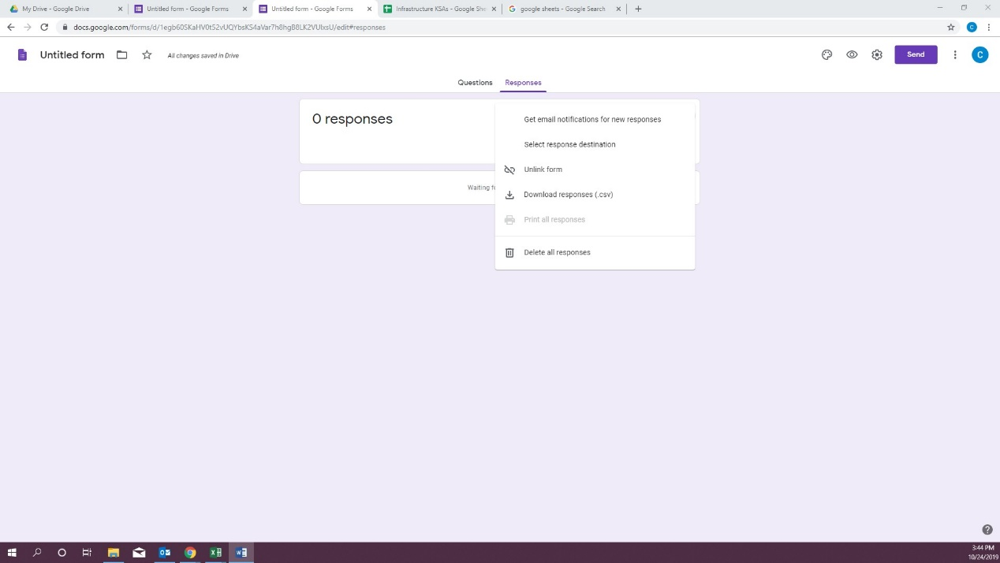 My Drive - Google Drive
Untitled form - Google Forms
Untitled form - Google Forms
Infrastructure KSAs - Google She
google sheets - Google Search
docs.google.com/forms/d/1egb60SKaHV0tS2vUQYbsKS4aVar7h8hgB8LK2VUlxsU/edit#responses
C
Untitled form
All changes saved in Drive
Send
C
Questions
Responses
0 responses
Waiting fo
Get email notifications for new responses
Select response destination
Unlink form
Download responses (.csv)
Print all responses
Delete all responses
3:44 PM
10/24/2019